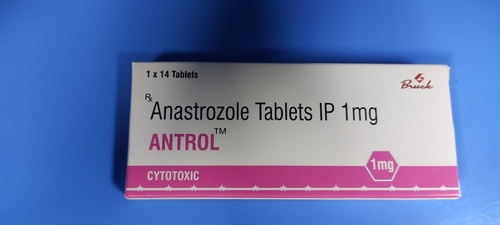 1 x 14 Tablets
Bruck
Rx Anastrozole Tablets IP 1mg
ANTROL™
1mg
CYTOTOXIC